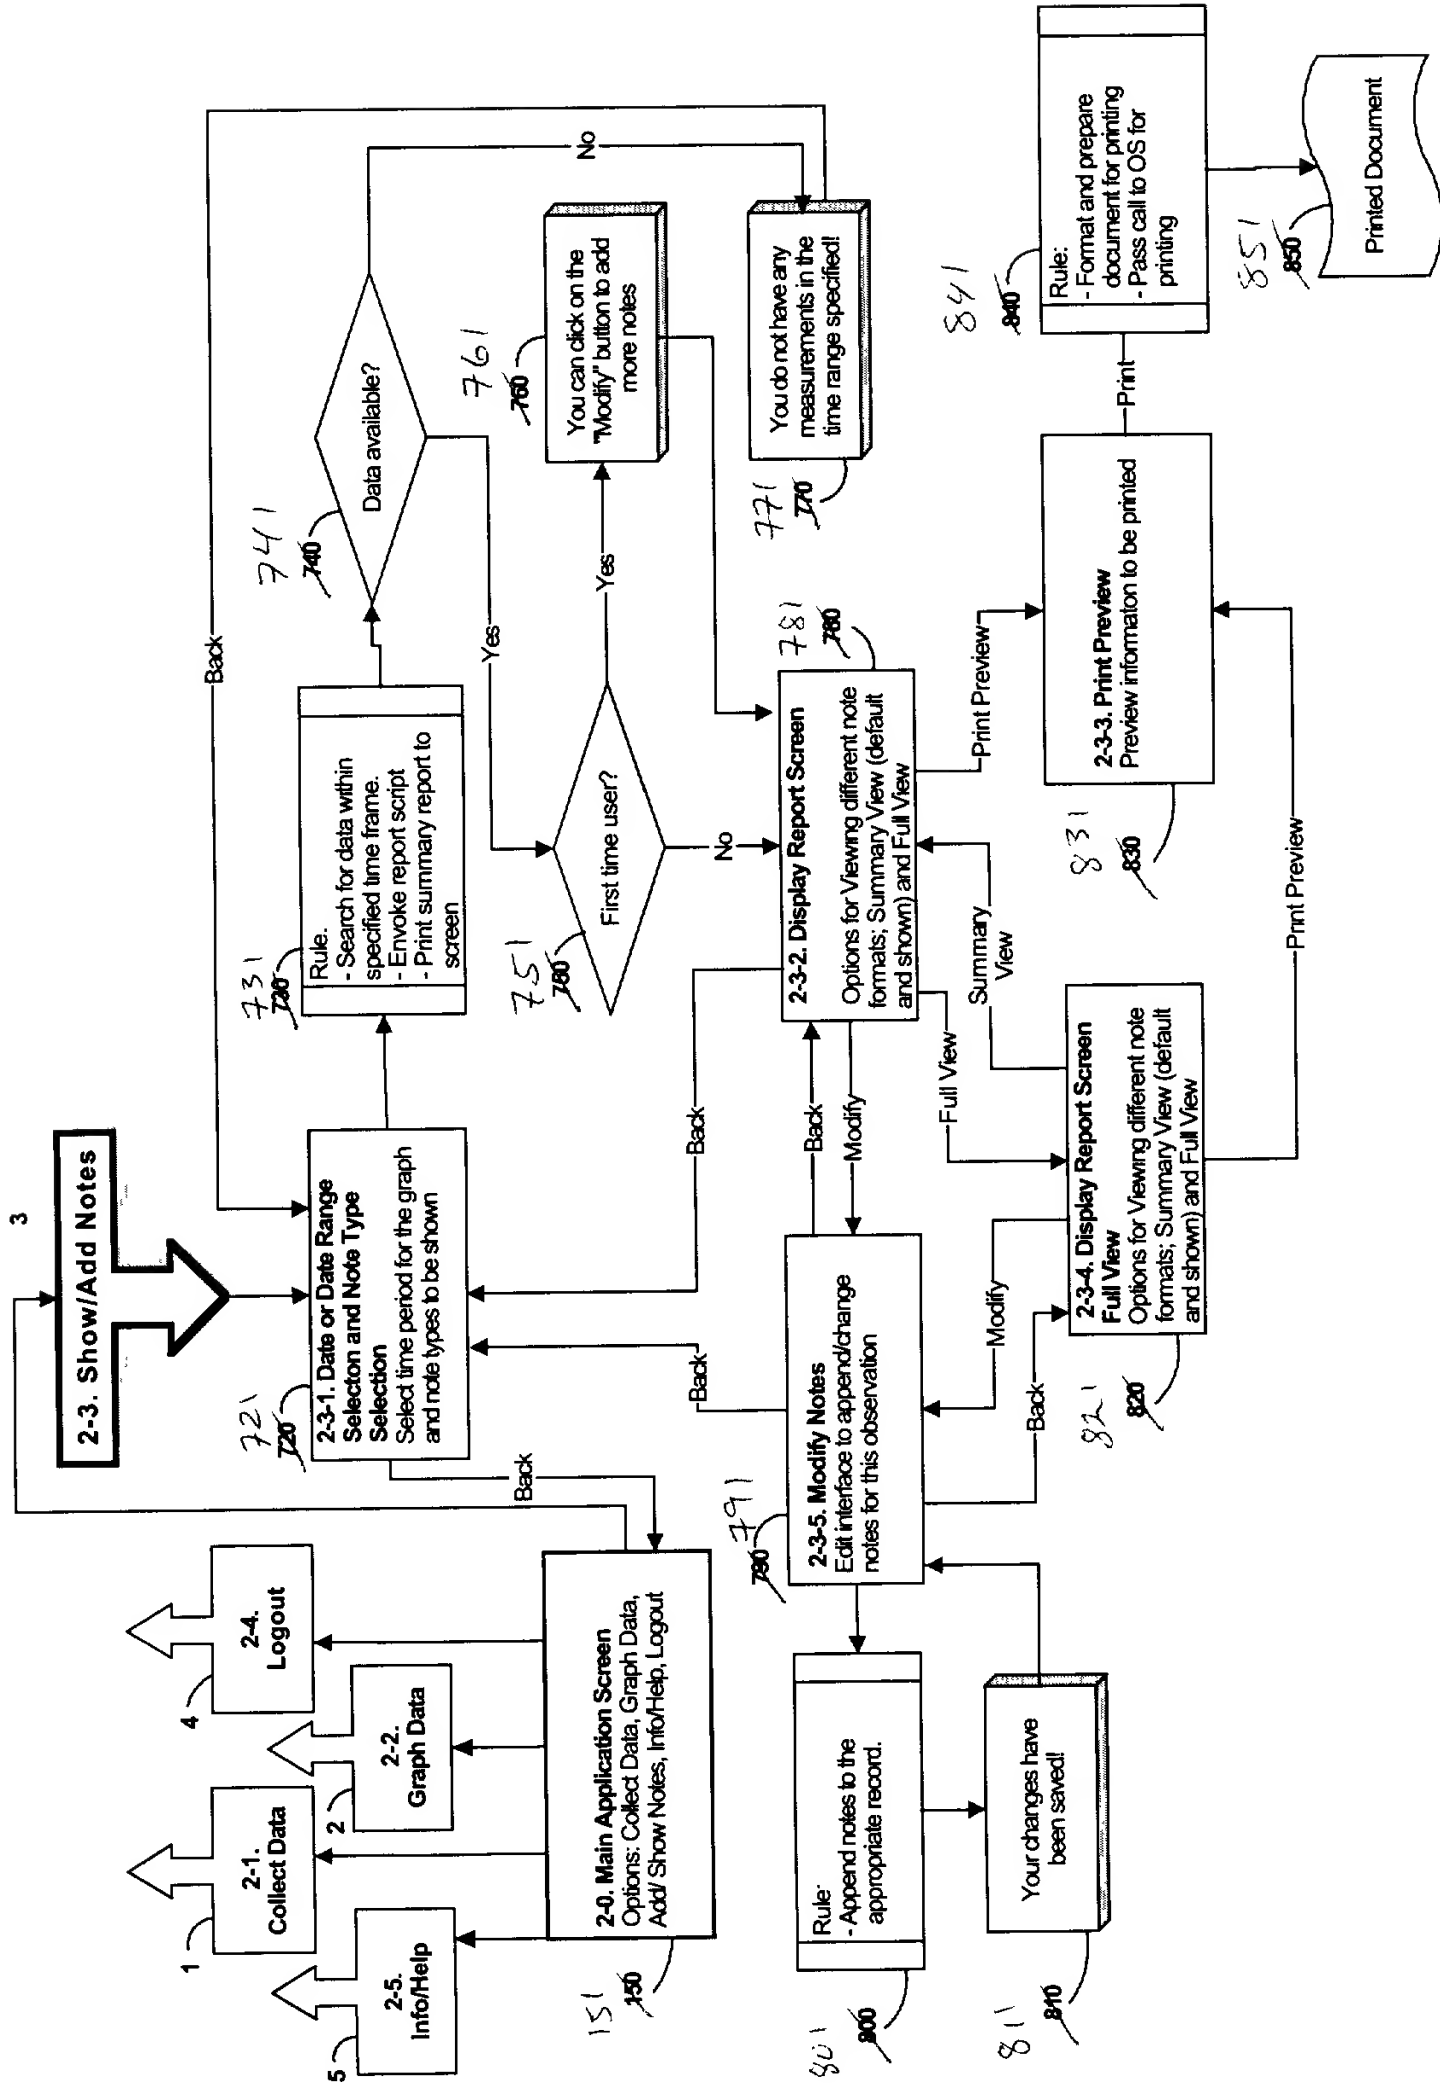 3
2-3. Show/Add Notes
4
2-4.
Logout
2
2-2.
Graph Data
1
2-1.
Collect Data
5
2-5.
Info/Help
2-0. Main Application Screen
Options: Collect Data, Graph Data,
Add/ Show Notes, Info/Help, Logout
151
150
Back
721
720
2-3-1. Date or Date Range
Selecton and Note Type
Selection
Select time period for the graph
and note types to be shown
Back
731
730
Rule.
- Search for data within
specified time frame.
- Envoke report script
- Print summary report to
screen
741
740
Data available?
No
Yes
751
750
First time user?
Yes
No
761
760
You can click on the
"Modify" button to add
more notes
771
770
You do not have any
measurements in the
time range specified!
Back
Back
791
790
2-3-5. Modify Notes
Edit interface to append/change
notes for this observation
Back
Modify
781
780
2-3-2. Display Report Screen
Options for Viewing different note
formats; Summary View (default
and shown) and Full View
Print Preview
Full View
Summary
View
Modify
Back
801
800
Rule:
- Append notes to the
appropriate record.
811
810
Your changes have
been saved!
821
820
2-3-4. Display Report Screen
Full View
Options for Viewing different note
formats; Summary View (default
and shown) and Full View
Print Preview
831
830
2-3-3. Print Preview
Preview informaton to be printed
Print
841
840
Rule:
- Format and prepare
document for printing
- Pass call to OS for
printing
851
850
Printed Document